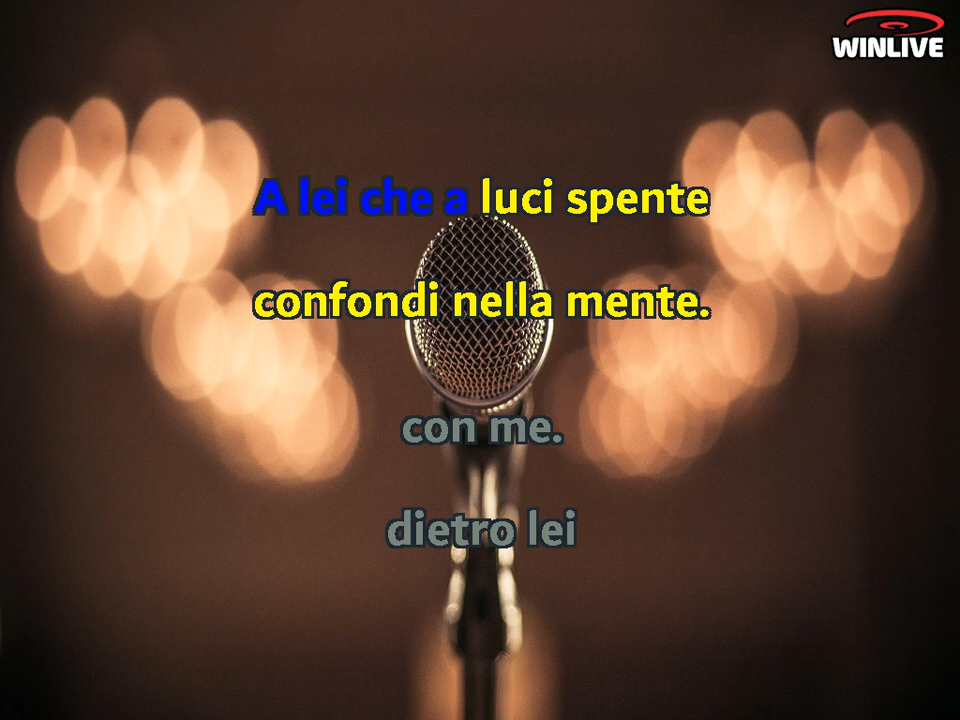 WINLIVE
A lei che a luci spente
confondi nella mente.
con me.
dietro lei